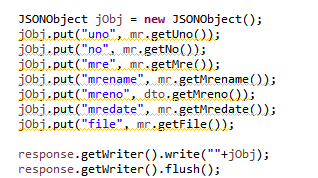 JSONObject jObj = new JSONObject();
jObj.put("uno", mr.getUno());
jObj.put("no", mr.getNo());
jObj.put("mre", mr.getMre());
jObj.put("mrename", mr.getMrename());
jObj.put("mreno", dto.getMreno());
jObj.put("mredate", mr.getMredate());
jObj.put("file", mr.getFile());
response.getWriter().write(""+jObj);
response.getWriter().flush();